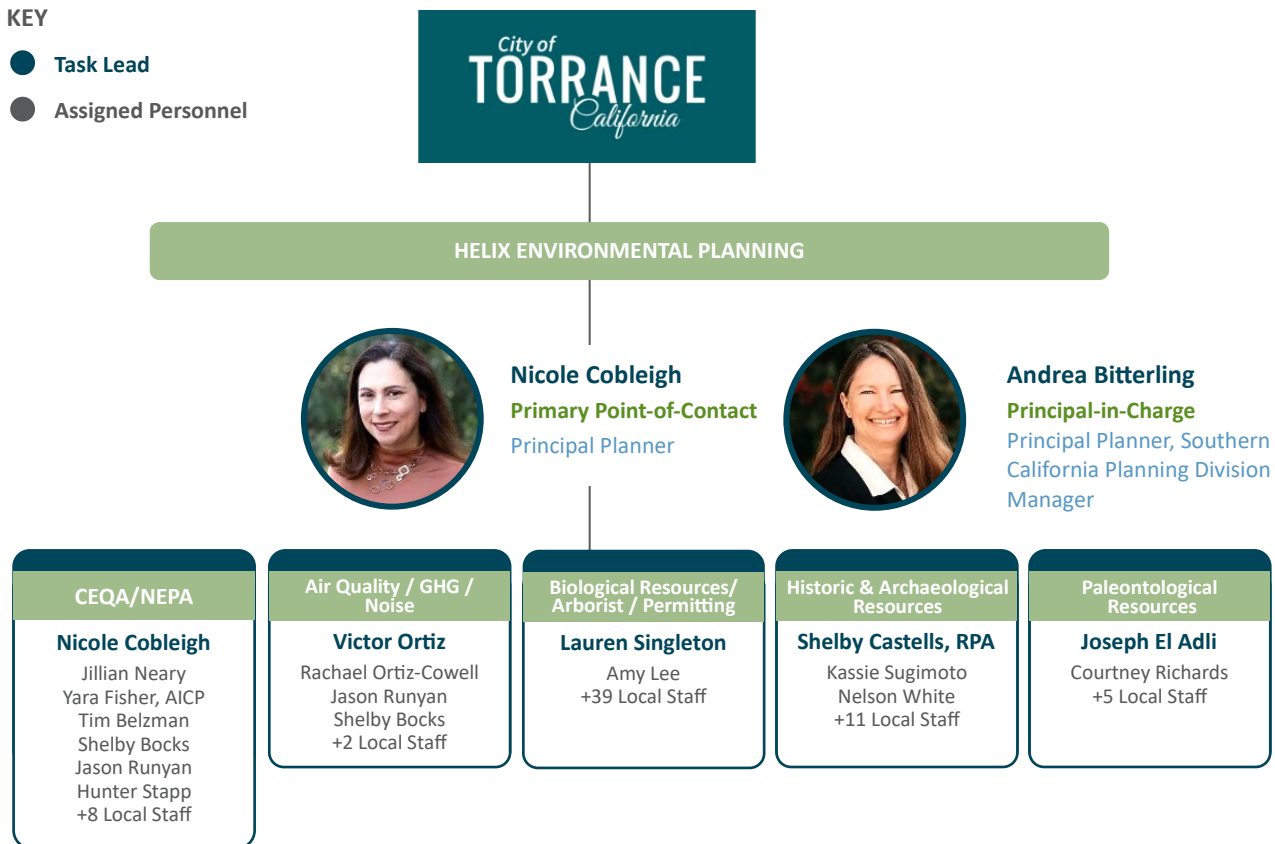 KEY
Task Lead
Assigned Personnel
City of
TORRANCE
California
HELIX ENVIRONMENTAL PLANNING
Nicole Cobleigh
Primary Point-of-Contact
Principal Planner
Andrea Bitterling
Principal-in-Charge
Principal Planner, Southern
California Planning Division
Manager
CEQA/NEPA
Nicole Cobleigh
Jillian Neary
Yara Fisher, AICP
Tim Belzman
Shelby Bocks
Jason Runyan
Hunter Stapp
+8 Local Staff
Air Quality / GHG /
Noise
Victor Ortiz
Rachael Ortiz-Cowell
Jason Runyan
Shelby Bocks
+2 Local Staff
Biological Resources/
Arborist / Permitting
Lauren Singleton
Amy Lee
+39 Local Staff
Historic & Archaeological
Resources
Shelby Castells, RPA
Kassie Sugimoto
Nelson White
+11 Local Staff
Paleontological
Resources
Joseph El Adli
Courtney Richards
+5 Local Staff